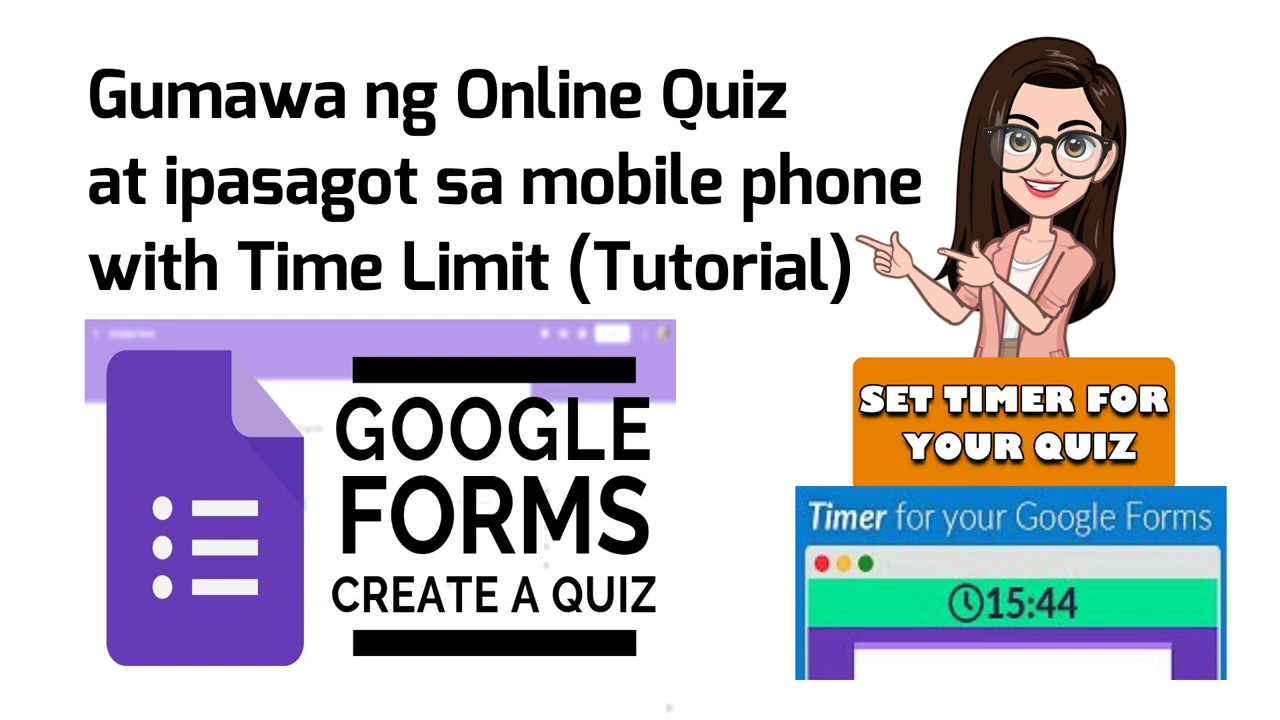 Gumawa ng Online Quiz
at ipasagot sa mobile phone
with Time Limit (Tutorial)
GOOGLE
FORMS
CREATE A QUIZ
SET TIMER FOR
YOUR QUIZ
Timer for your Google Forms
15:44